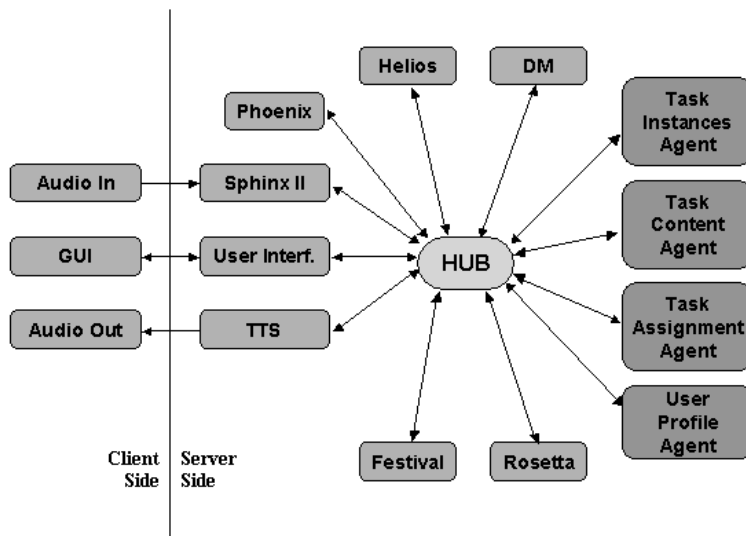 Helios
DM
Phoenix
Task
Instances
Agent
Audio In
Sphinx II
Task
Content
Agent
GUI
User Interf.
HUB
Audio Out
TTS
Task
Assignment
Agent
User
Profile
Agent
Client
Side
Server
Side
Festival
Rosetta